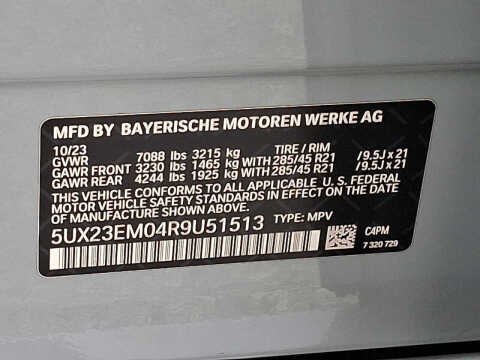 MFD BY BAYERISCHE MOTOREN WERKE AG
10/23 TIRE / RIM
GVWR 7088 lbs 3215 kg
GAWR FRONT 3230 lbs 1465 kg WITH 285/45 R21 /9.5J x 21
GAWR REAR 4244 lbs 1925 kg WITH 285/45 R21 /9.5J x 21
THIS VEHICLE CONFORMS TO ALL APPLICABLE U. S. FEDERAL
MOTOR VEHICLE SAFETY STANDARDS IN EFFECT ON THE DATE
OF MANUFACTURE SHOWN ABOVE.
5UX23EM04R9U51513 TYPE: MPV
C4PM
7 320 729